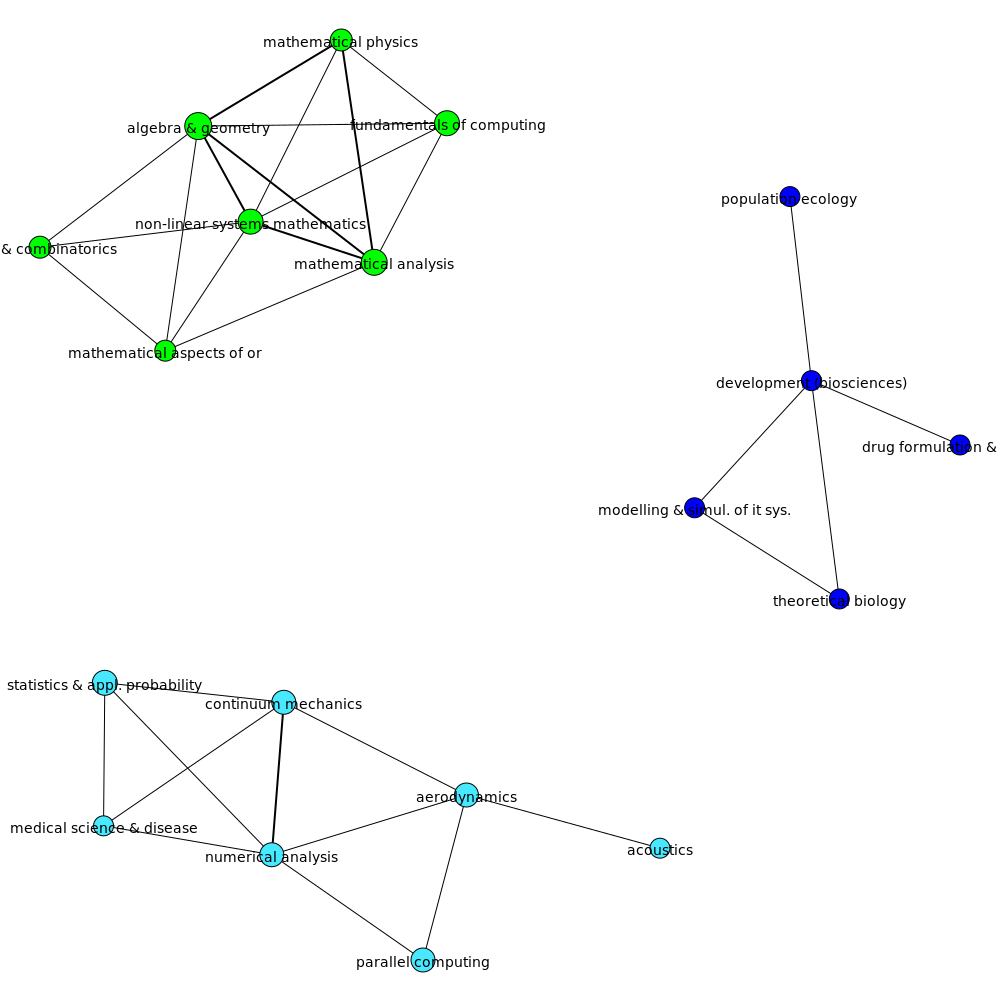 mathematical physics
algebra & geometry
fundamentals of computing
population ecology
non-linear systems mathematics
& combinatorics
mathematical analysis
mathematical aspects of or
development (biosciences)
drug formulation &
modelling & simul. of it sys.
theoretical biology
statistics & appl. probability
continuum mechanics
aerodynamics
medical science & disease
numerical analysis
acoustics
parallel computing